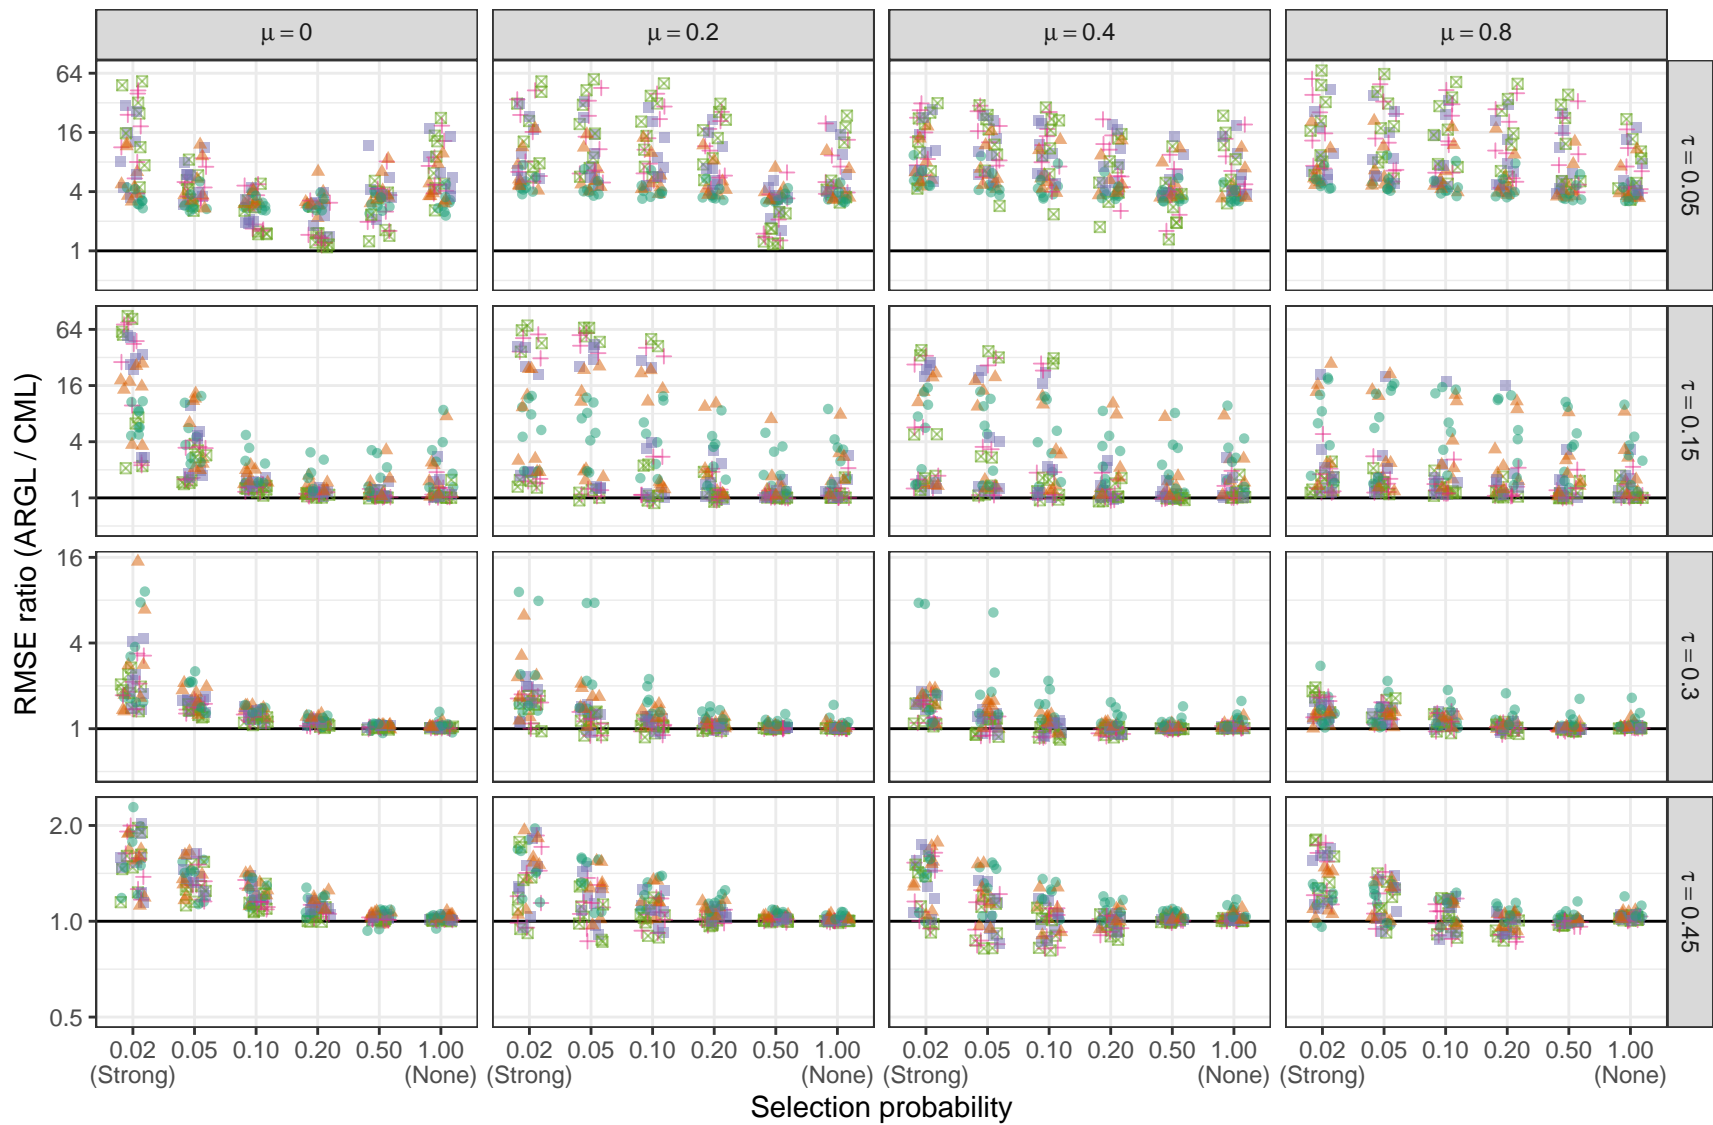 μ = 0
μ = 0.2
μ = 0.4
μ = 0.8
RMSE ratio (ARGL / CML)
64
16
4
1
τ = 0.05
64
16
4
1
τ = 0.15
16
4
1
τ = 0.3
2.0
1.0
0.5
τ = 0.45
0.02 0.05 0.10 0.20 0.50 1.00 0.02 0.05 0.10 0.20 0.50 1.00 0.02 0.05 0.10 0.20 0.50 1.00 0.02 0.05 0.10 0.20 0.50 1.00
(Strong) (None) (Strong) (None) (Strong) (None) (Strong) (None)
Selection probability